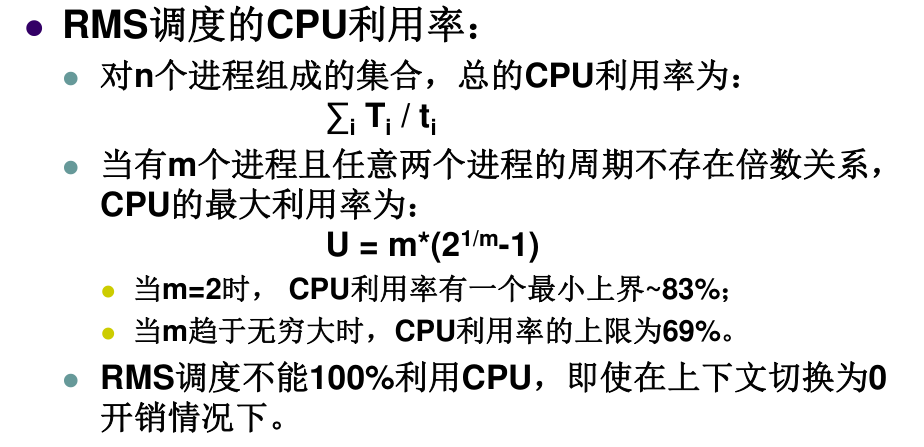 RMS调度的CPU利用率：
对n个进程组成的集合，总的CPU利用率为：
∑i Ti / ti
当有m个进程且任意两个进程的周期不存在倍数关系，
CPU的最大利用率为：
U = m*(2^1/m-1)
当m=2时， CPU利用率有一个最小上界~83%；
当m趋于无穷大时，CPU利用率的上限为69%。
RMS调度不能100%利用CPU，即使在上下文切换为0
开销情况下。